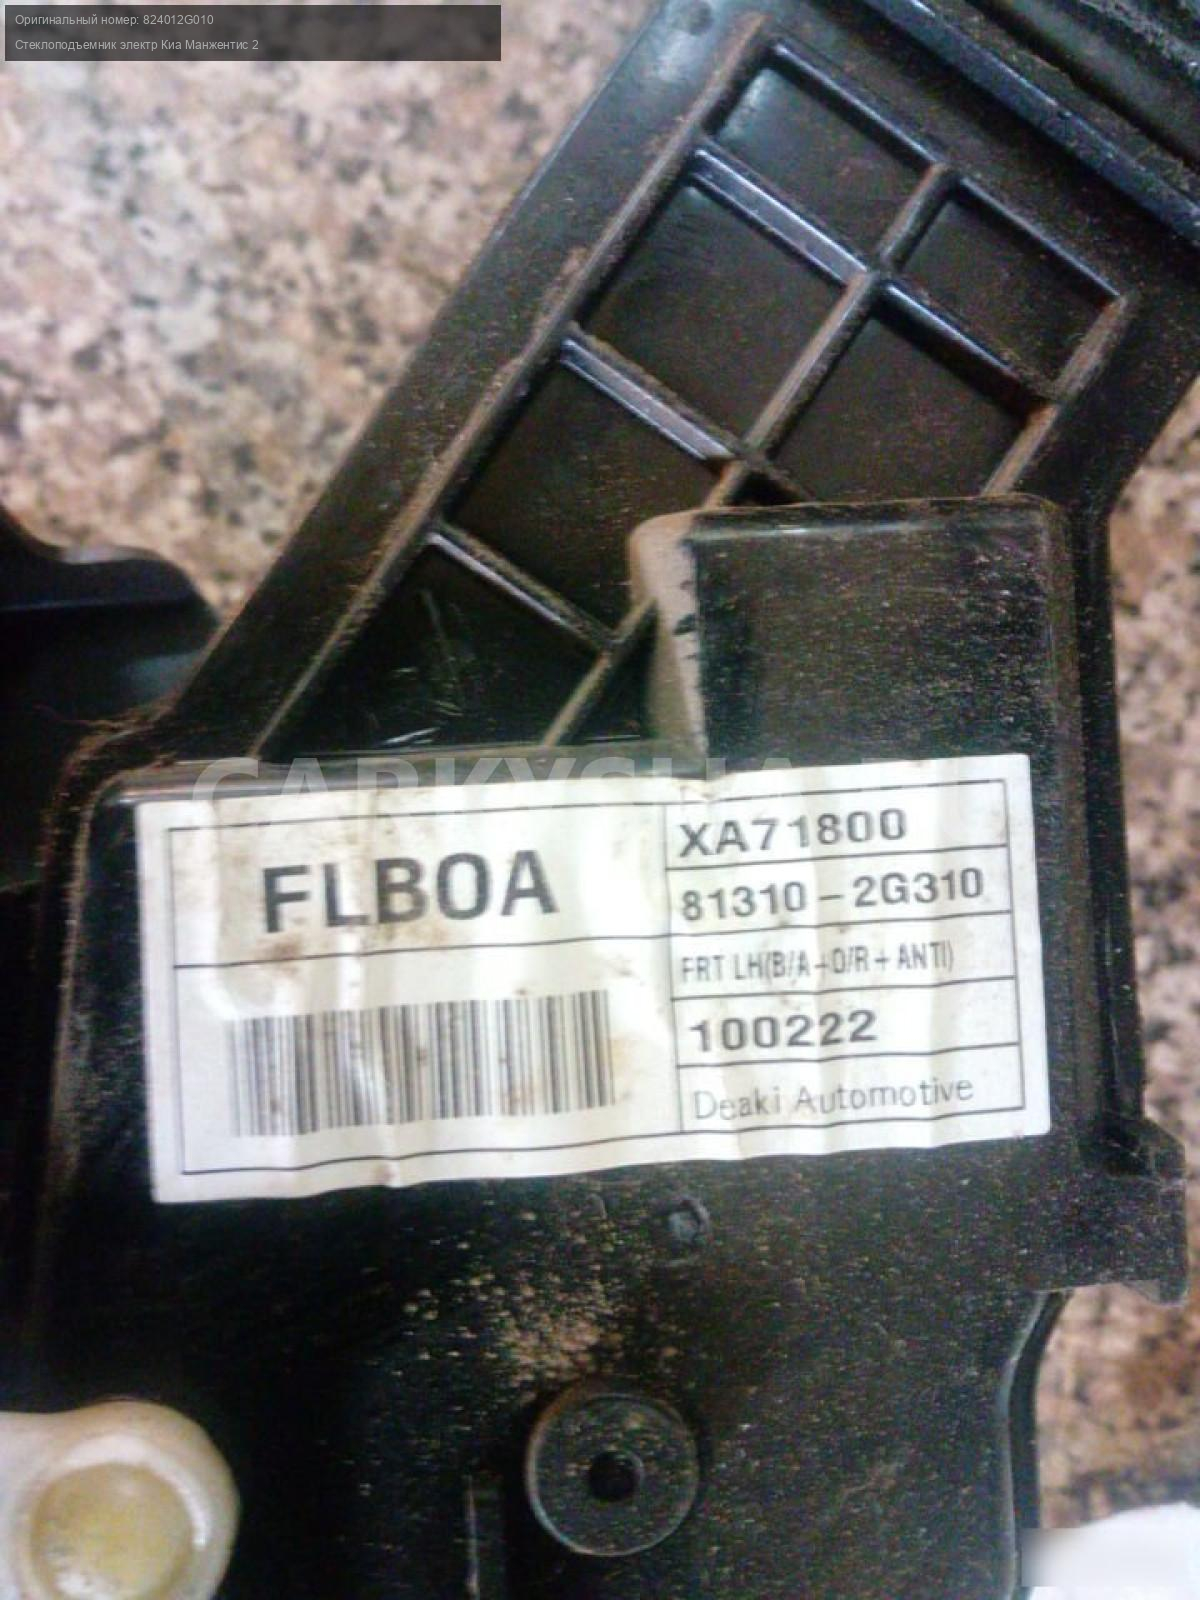 Оригинальный номер: 824012G010
Стеклоподъемник электр Киа Манжентис 2
FLBOA
XA71800
81310-2G310
FRT LH(B/A+O/R+ANTI)
100222
Deaki Automotive